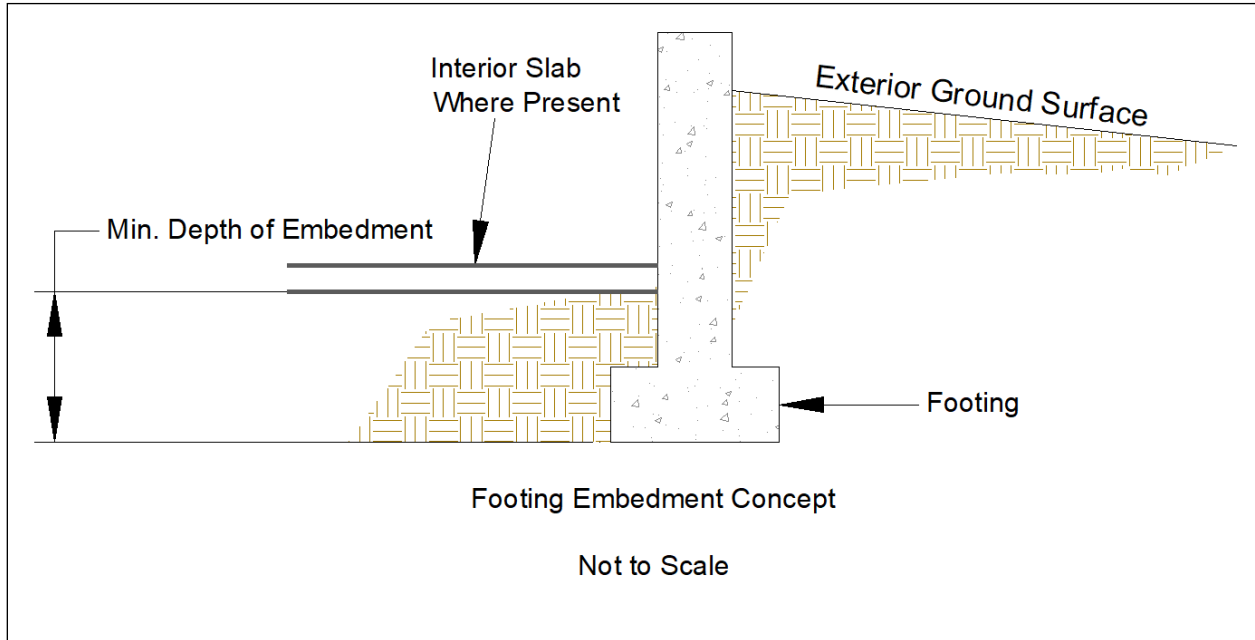 Interior Slab
Where Present
Exterior Ground Surface
Min. Depth of Embedment
Footing
Footing Embedment Concept
Not to Scale